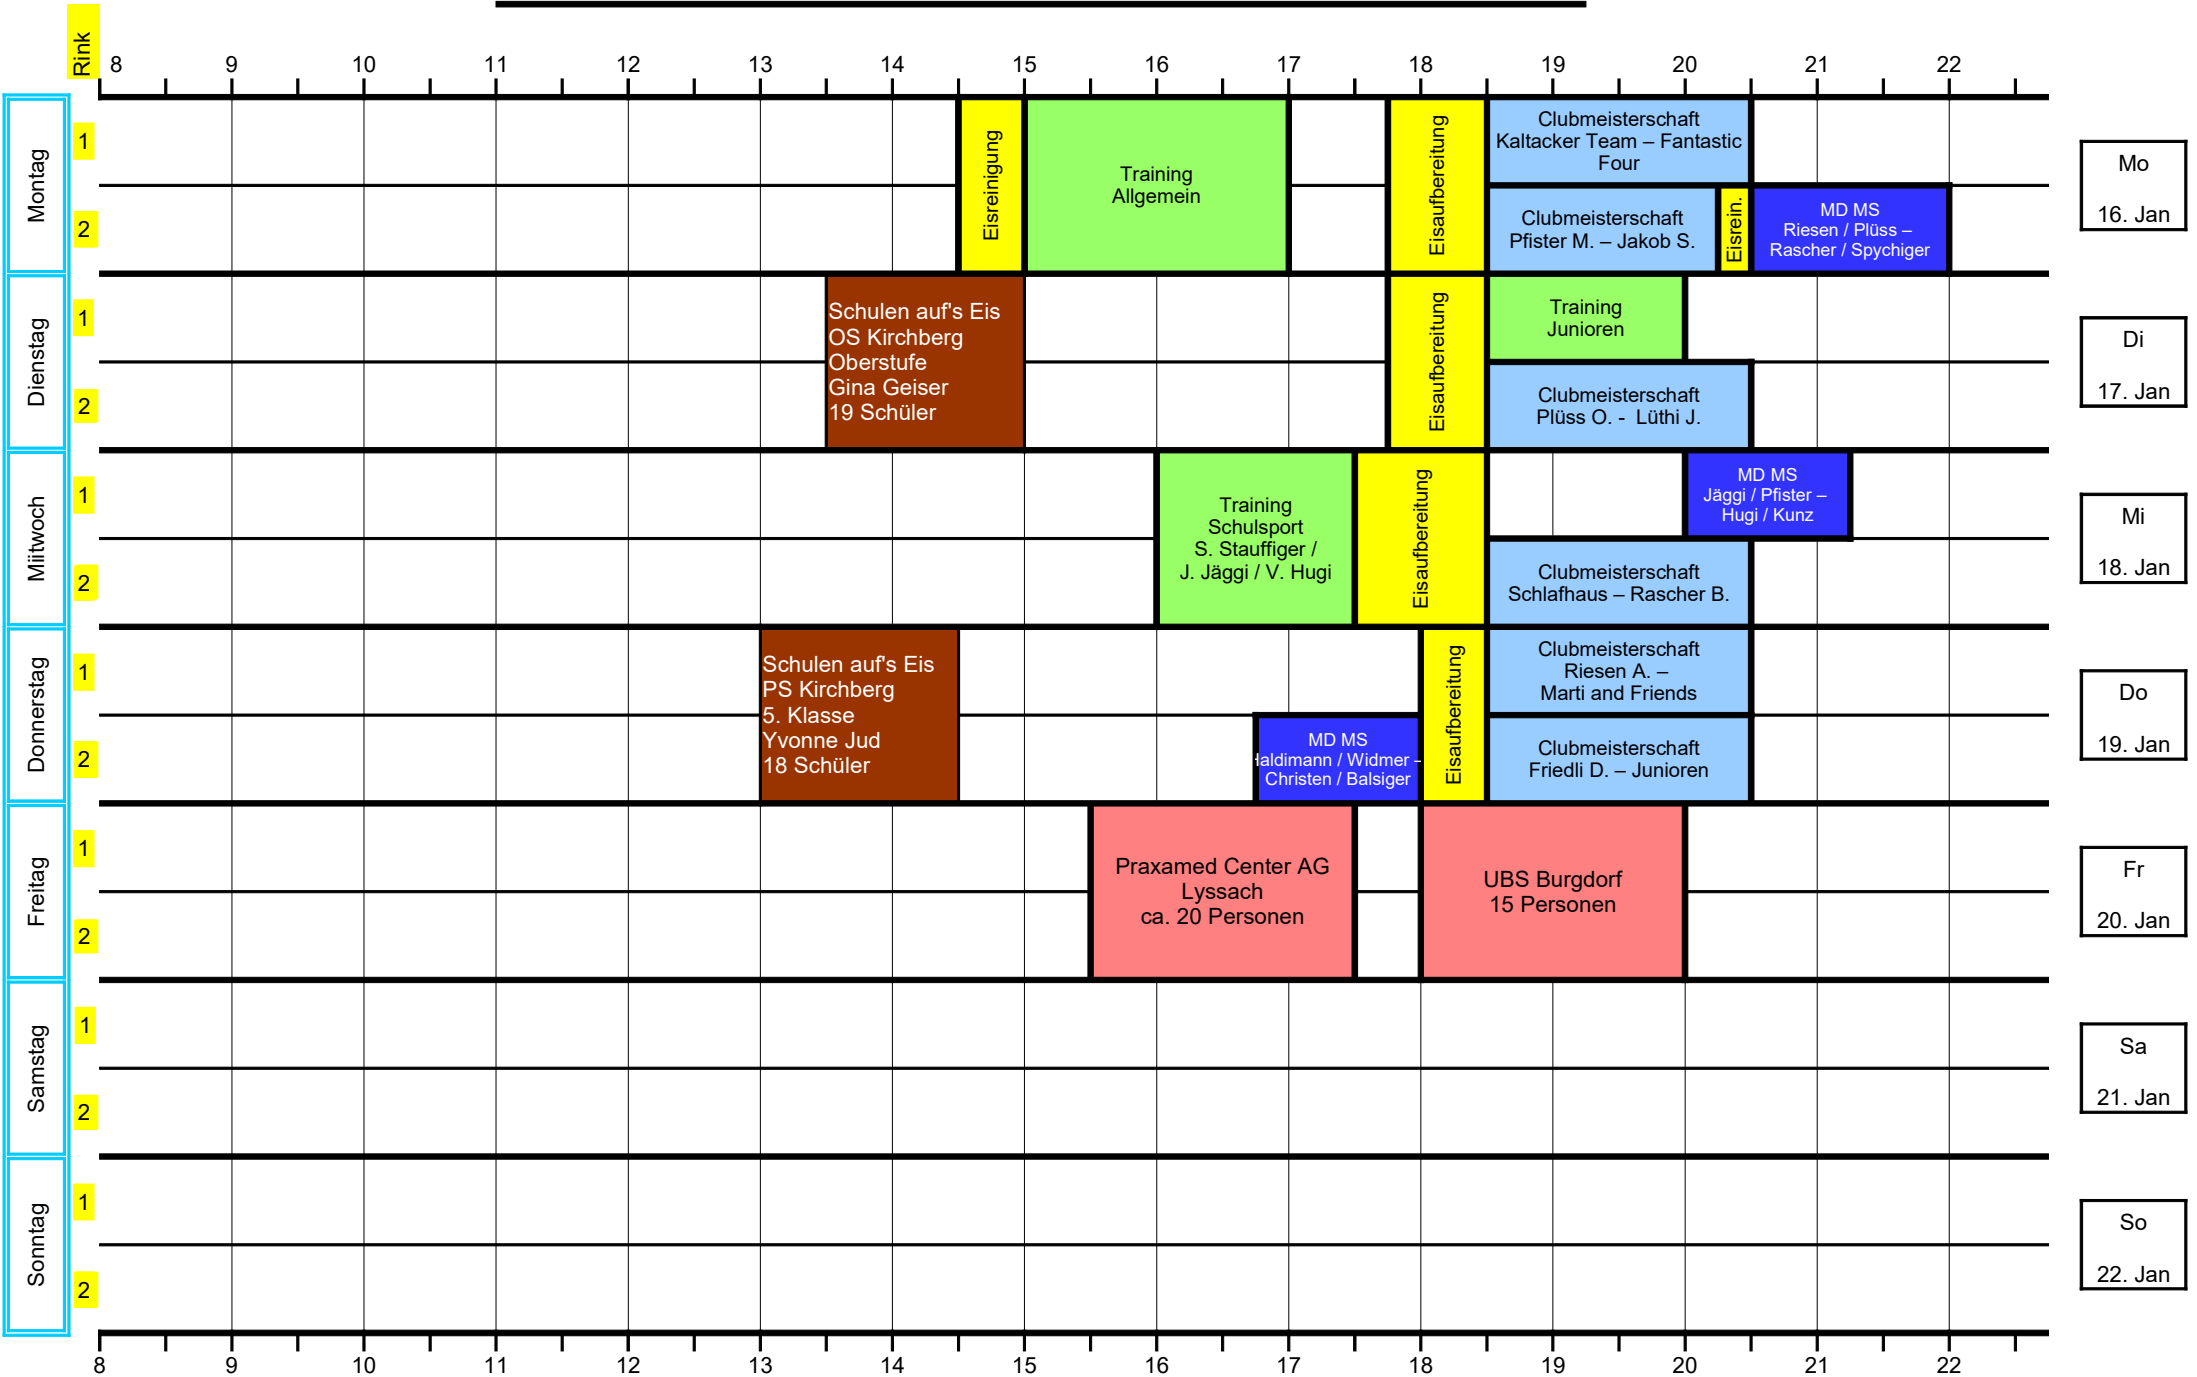 Rink
8 9 10 11 12 13 14 15 16 17 18 19 20 21 22
Montag
1
2
Eisreinigung
Training
Allgemein
Eisaufbereitung
Clubmeisterschaft
Kaltacker Team – Fantastic
Four
Clubmeisterschaft
Pfister M. – Jakob S.
Eisrein.
MD MS
Riesen / Plüss –
Rascher / Spychiger
Mo
16. Jan
Dienstag
1
2
Schulen auf's Eis
OS Kirchberg
Oberstufe
Gina Geiser
19 Schüler
Eisaufbereitung
Training
Junioren
Clubmeisterschaft
Plüss O. - Lüthi J.
Di
17. Jan
Miitwoch
1
2
Training
Schulsport
S. Stauffiger /
J. Jäggi / V. Hugi
Eisaufbereitung
MD MS
Jäggi / Pfister –
Hugi / Kunz
Clubmeisterschaft
Schlafhaus – Rascher B.
Mi
18. Jan
Donnerstag
1
2
Schulen auf's Eis
PS Kirchberg
5. Klasse
Yvonne Jud
18 Schüler
MD MS
Haldimann / Widmer –
Christen / Balsiger
Eisaufbereitung
Clubmeisterschaft
Riesen A. –
Marti and Friends
Clubmeisterschaft
Friedli D. – Junioren
Do
19. Jan
Freitag
1
2
Praxamed Center AG
Lyssach
ca. 20 Personen
UBS Burgdorf
15 Personen
Fr
20. Jan
Samstag
1
2
Sa
21. Jan
Sonntag
1
2
So
22. Jan
8 9 10 11 12 13 14 15 16 17 18 19 20 21 22